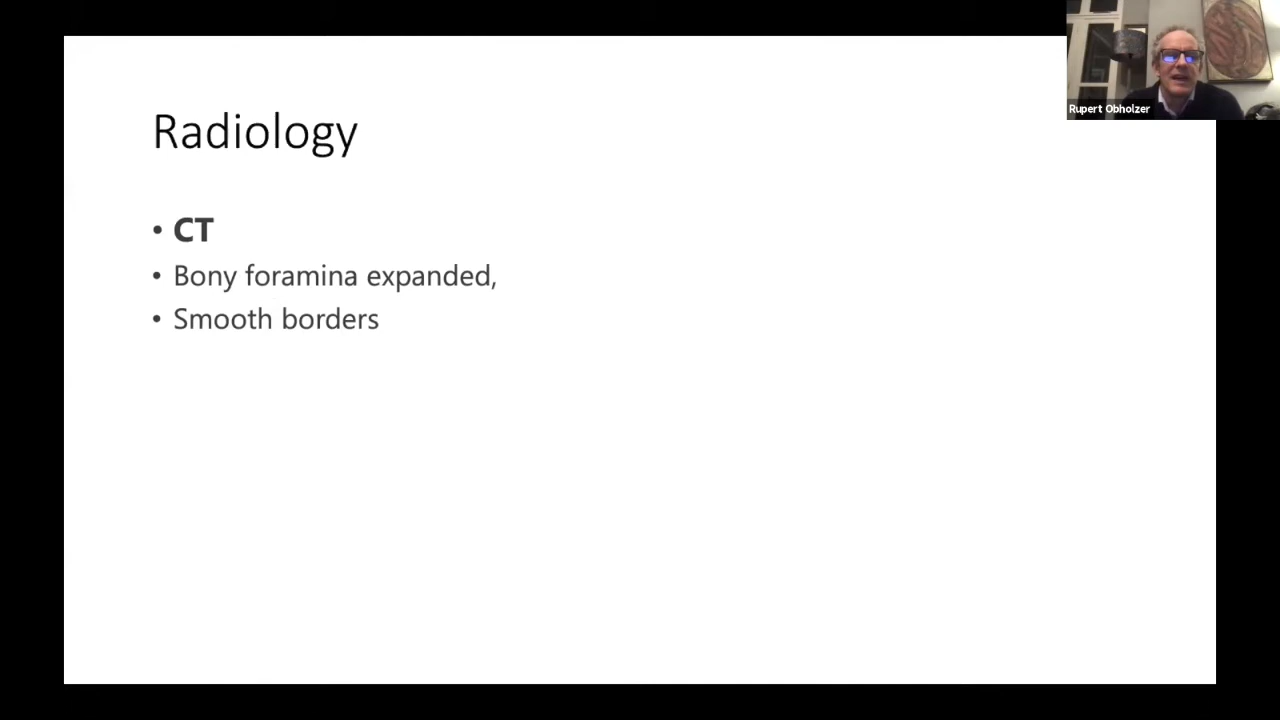 Radiology
• CT
• Bony foramina expanded,
• Smooth borders
Rupert Obholzer